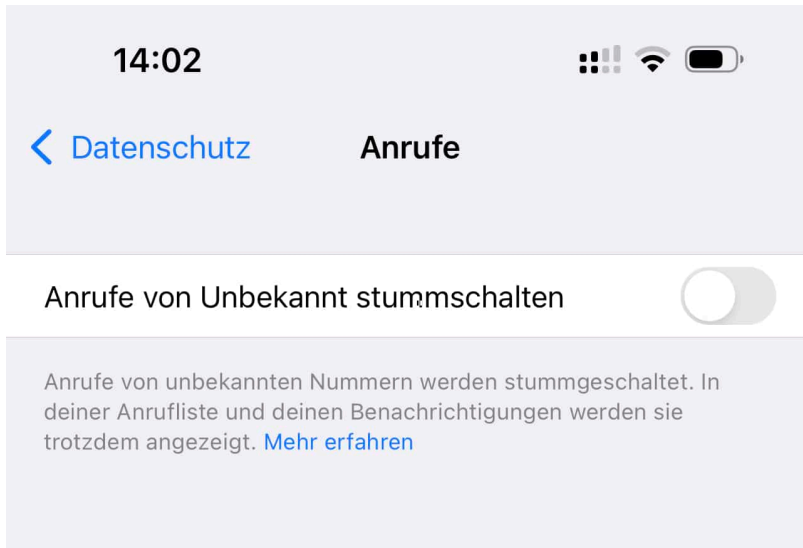 14:02
Datenschutz
Anrufe
Anrufe von Unbekannt stummschalten
Anrufe von unbekannten Nummern werden stummgeschaltet. In
deiner Anrufliste und deinen Benachrichtigungen werden sie
trotzdem angezeigt. Mehr erfahren